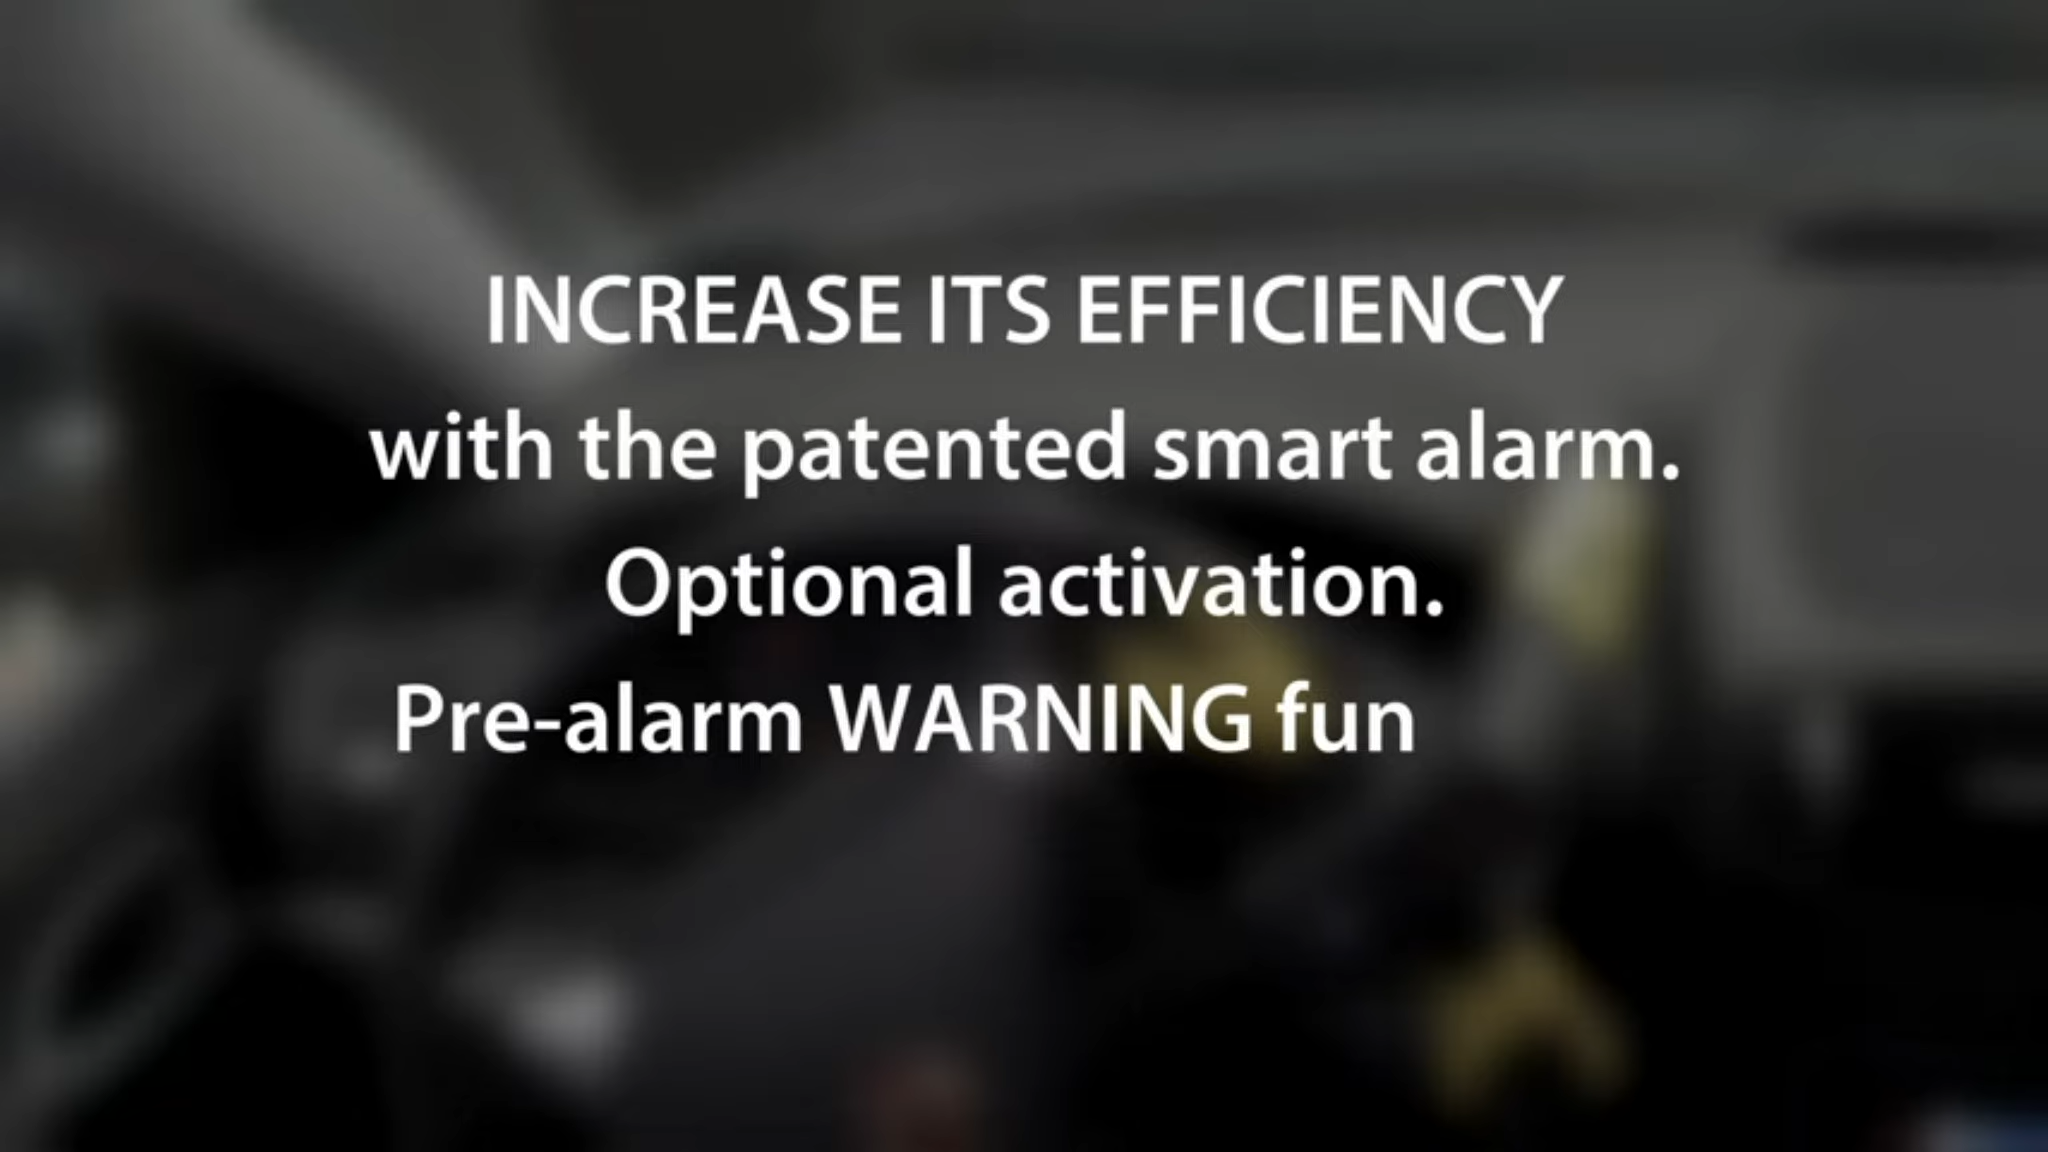 INCREASE ITS EFFICIENCY
with the patented smart alarm.
Optional activation.
Pre-alarm WARNING fun